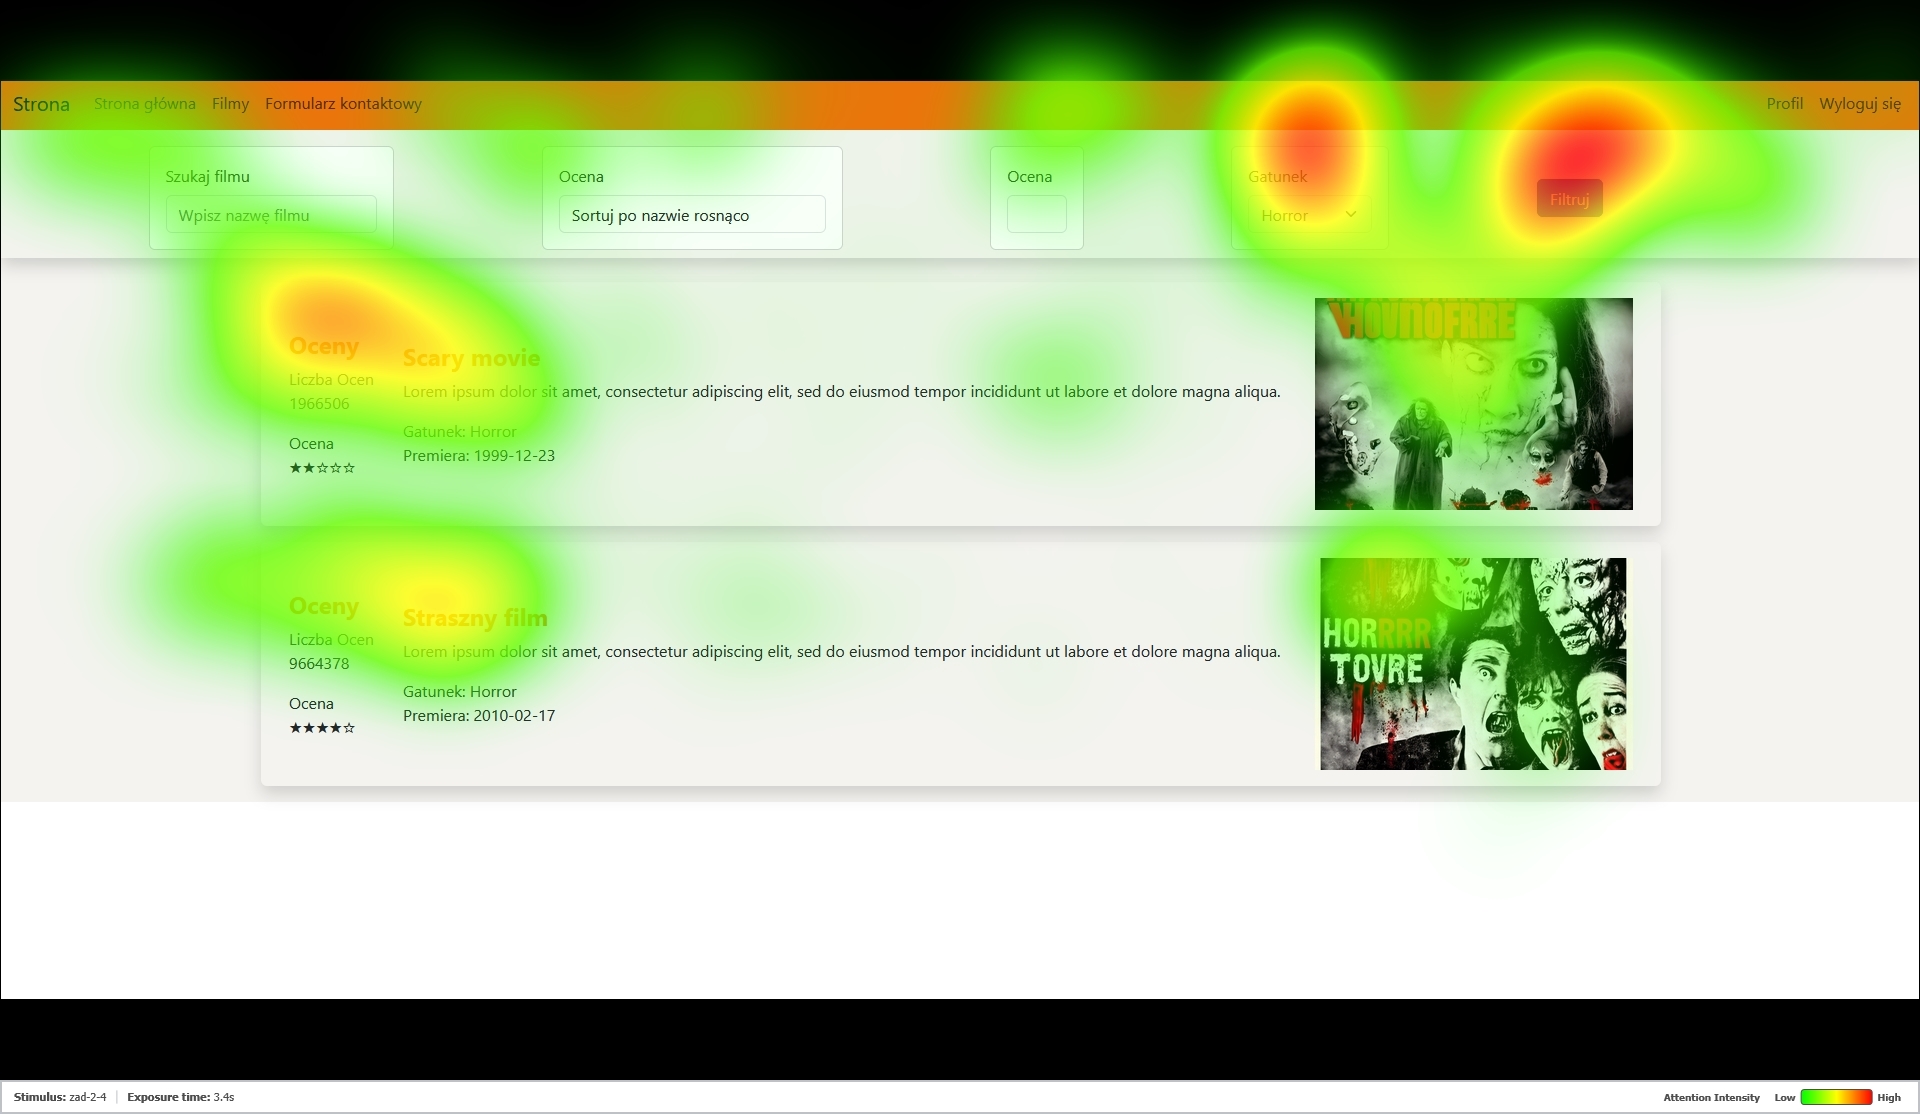 Strona Strona główna Filmy Formularz kontaktowy Profil Wyloguj się
Szukaj filmu
Wpisz nazwę filmu
Ocena
Sortuj po nazwie rosnąco
Ocena
Gatunek
Horror
Filtruj
Oceny
Liczba Ocen
1966506
Ocena
★★☆☆☆
Scary movie
Lorem ipsum dolor sit amet, consectetur adipiscing elit, sed do eiusmod tempor incididunt ut labore et dolore magna aliqua.
Gatunek: Horror
Premiera: 1999-12-23
HOVNOFRRE
Oceny
Liczba Ocen
9664378
Ocena
★★★★☆
Straszny film
Lorem ipsum dolor sit amet, consectetur adipiscing elit, sed do eiusmod tempor incididunt ut labore et dolore magna aliqua.
Gatunek: Horror
Premiera: 2010-02-17
HORRRR
TOVRE
Stimulus: zad-2-4 | Exposure time: 3.4s
Attention Intensity Low High